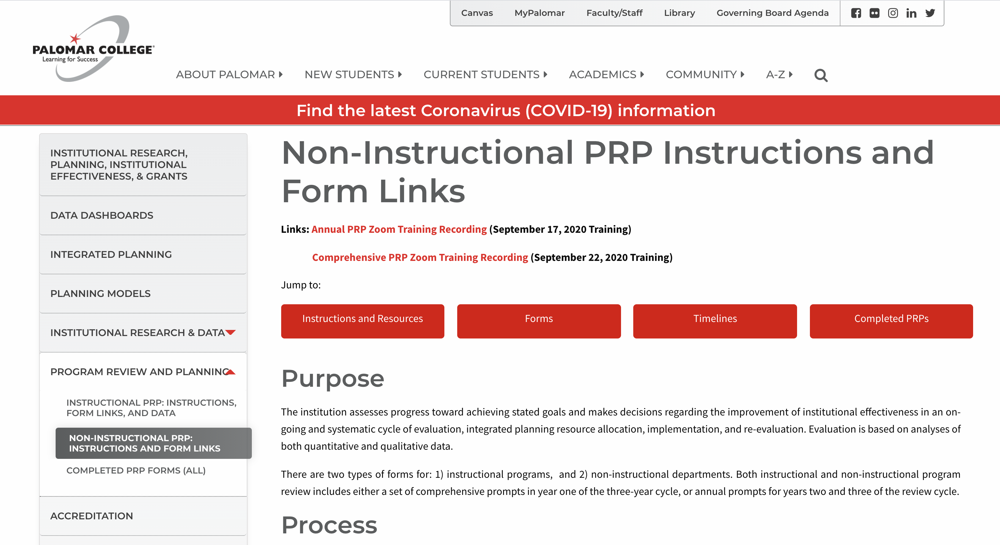 Canvas MyPalomar Faculty/Staff Library Governing Board Agenda
PALOMAR COLLEGE®
Learning for Success
ABOUT PALOMAR NEW STUDENTS CURRENT STUDENTS ACADEMICS COMMUNITY A-Z
Find the latest Coronavirus (COVID-19) information
INSTITUTIONAL RESEARCH,
PLANNING, INSTITUTIONAL
EFFECTIVENESS, & GRANTS
DATA DASHBOARDS
INTEGRATED PLANNING
PLANNING MODELS
INSTITUTIONAL RESEARCH & DATA
PROGRAM REVIEW AND PLANNING
INSTRUCTIONAL PRP: INSTRUCTIONS,
FORM LINKS, AND DATA
NON-INSTRUCTIONAL PRP:
INSTRUCTIONS AND FORM LINKS
COMPLETED PRP FORMS (ALL)
ACCREDITATION
Non-Instructional PRP Instructions and
Form Links
Links: Annual PRP Zoom Training Recording (September 17, 2020 Training)
Comprehensive PRP Zoom Training Recording (September 22, 2020 Training)
Jump to:
Instructions and Resources Forms Timelines Completed PRPs
Purpose
The institution assesses progress toward achieving stated goals and makes decisions regarding the improvement of institutional effectiveness in an on-
going and systematic cycle of evaluation, integrated planning resource allocation, implementation, and re-evaluation. Evaluation is based on analyses of
both quantitative and qualitative data.
There are two types of forms for: 1) instructional programs,  and 2) non-instructional departments. Both instructional and non-instructional program
review includes either a set of comprehensive prompts in year one of the three-year cycle, or annual prompts for years two and three of the review cycle.
Process